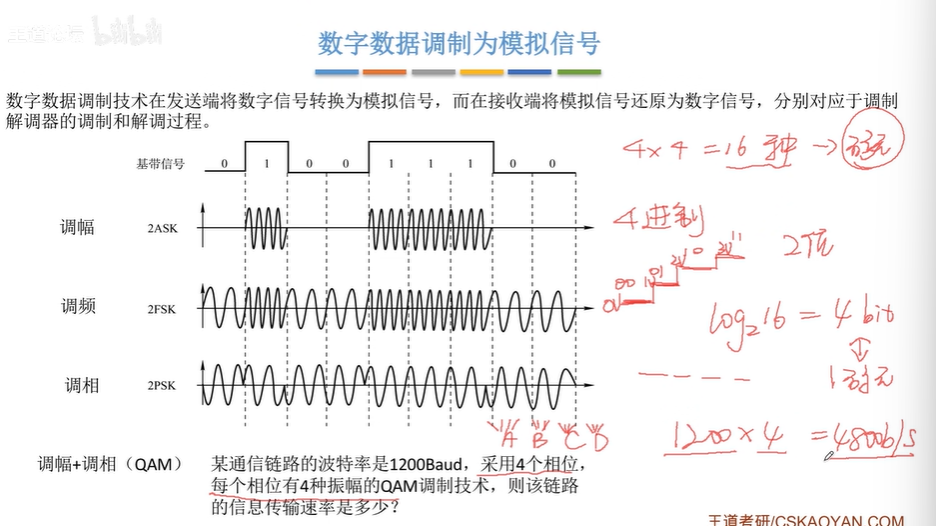 bilibili
数字数据调制为模拟信号
数字数据调制技术在发送端将数字信号转换为模拟信号，而在接收端将模拟信号还原为数字信号，分别对应于调制
解调器的调制和解调过程。
基带信号 0 1 0 0 1 1 1 0 0
4×4=16种→码元
调幅 2ASK
4进制
00 01 10 11
0V 1V 2V 3V
2位
调频 2FSK
log₂16 = 4 bit
调相 2PSK
1码元
A B C D
1200×4 =4800b/s
调幅+调相（QAM） 某通信链路的波特率是1200Baud，采用4个相位，
每个相位有4种振幅的QAM调制技术，则该链路
的信息传输速率是多少？
王道考研/CSKAOYAN.COM